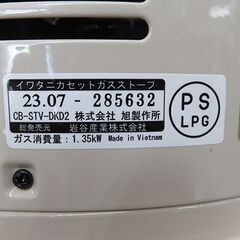 イワタニカセットガスストーブ
23.07 - 285632
CB-STV-DKD2 株式会社 旭製作所
総発売元 岩谷産業株式会社
ガス消費量：1.35kW Made in Vietnam
PS
LPG